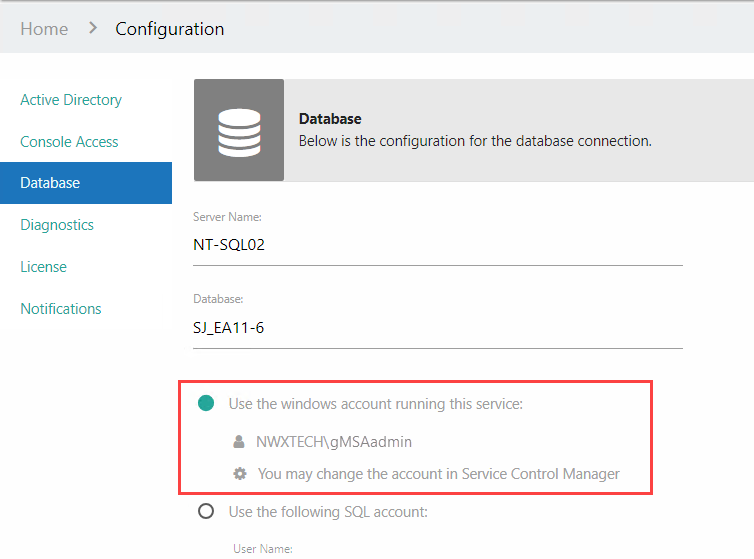 Home > Configuration
Active Directory
Console Access
Database
Diagnostics
License
Notifications
Database
Below is the configuration for the database connection.
Server Name:
NT-SQL02
Database:
SJ_EA11-6
Use the windows account running this service:
NWXTECH\gMSAadmin
You may change the account in Service Control Manager
Use the following SQL account:
User Name: